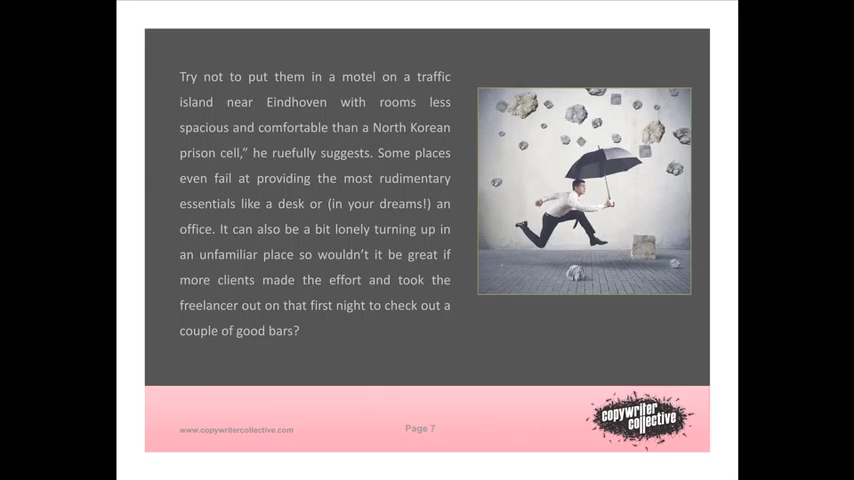 Try not to put them in a motel on a traffic
island near Eindhoven with rooms less
spacious and comfortable than a North Korean
prison cell,” he ruefully suggests. Some places
even fail at providing the most rudimentary
essentials like a desk or (in your dreams!) an
office. It can also be a bit lonely turning up in
an unfamiliar place so wouldn’t it be great if
more clients made the effort and took the
freelancer out on that first night to check out a
couple of good bars?
www.copywritercollective.com
Page 7
copywriter
collective